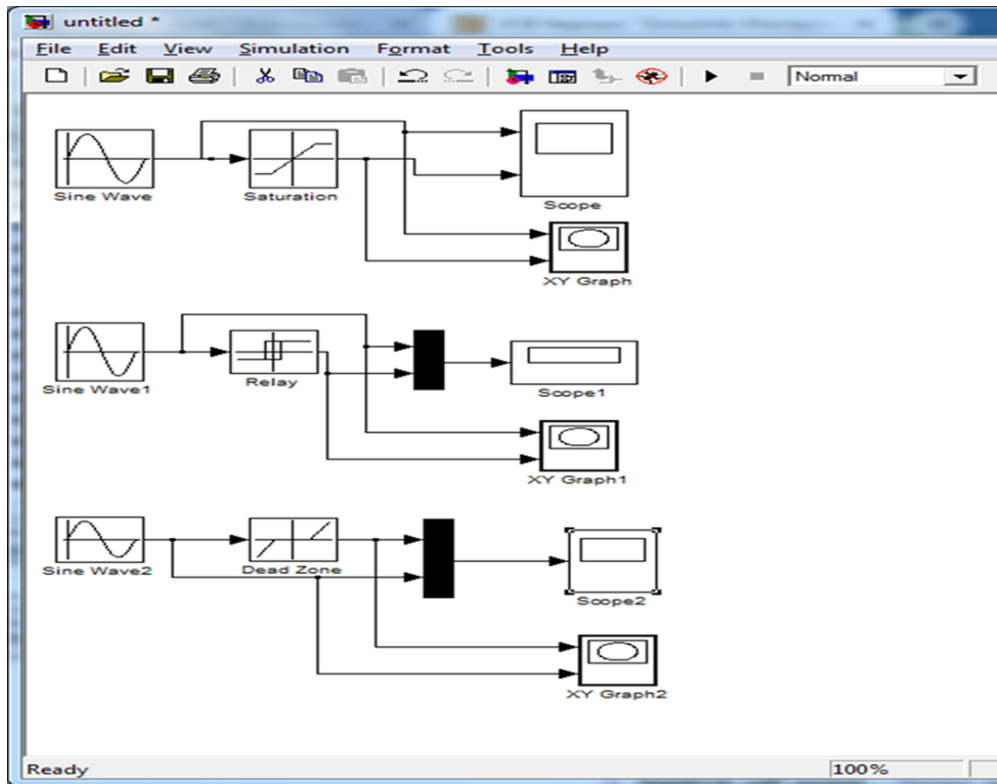 untitled *
File Edit View Simulation Format Tools Help
Normal
Sine Wave
Saturation
Scope
XY Graph
Sine Wave1
Relay
Scope1
XY Graph1
Sine Wave2
Dead Zone
Scope2
XY Graph2
Ready 100%